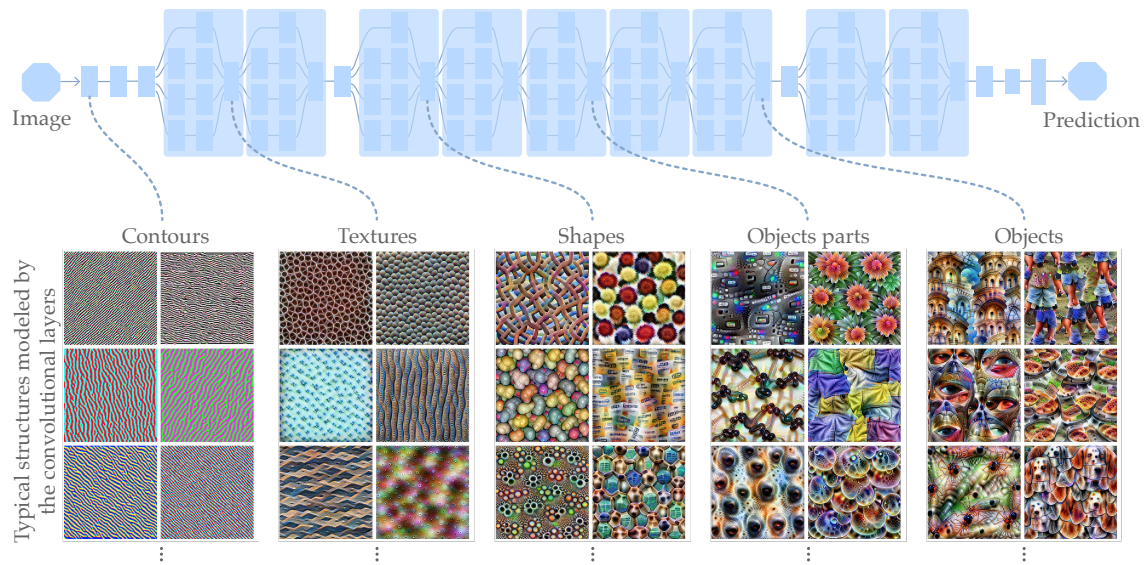 Image
Prediction
Contours
Textures
Shapes
Objects parts
Objects
Typical structures modeled by
the convolutional layers